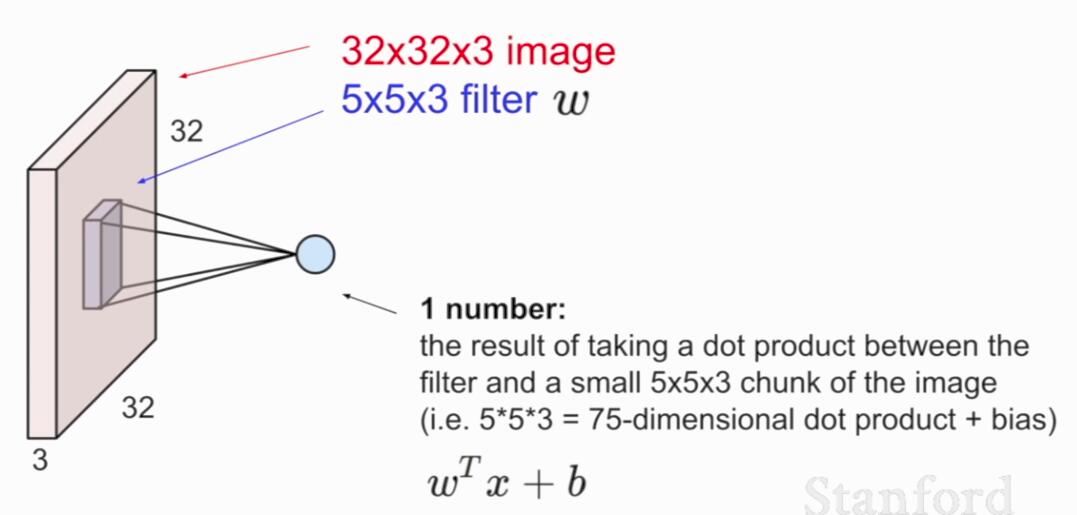 32x32x3 image
5x5x3 filter w
32
32
3
1 number:
the result of taking a dot product between the
filter and a small 5x5x3 chunk of the image
(i.e. 5*5*3 = 75-dimensional dot product + bias)
w^T x + b
Stanford